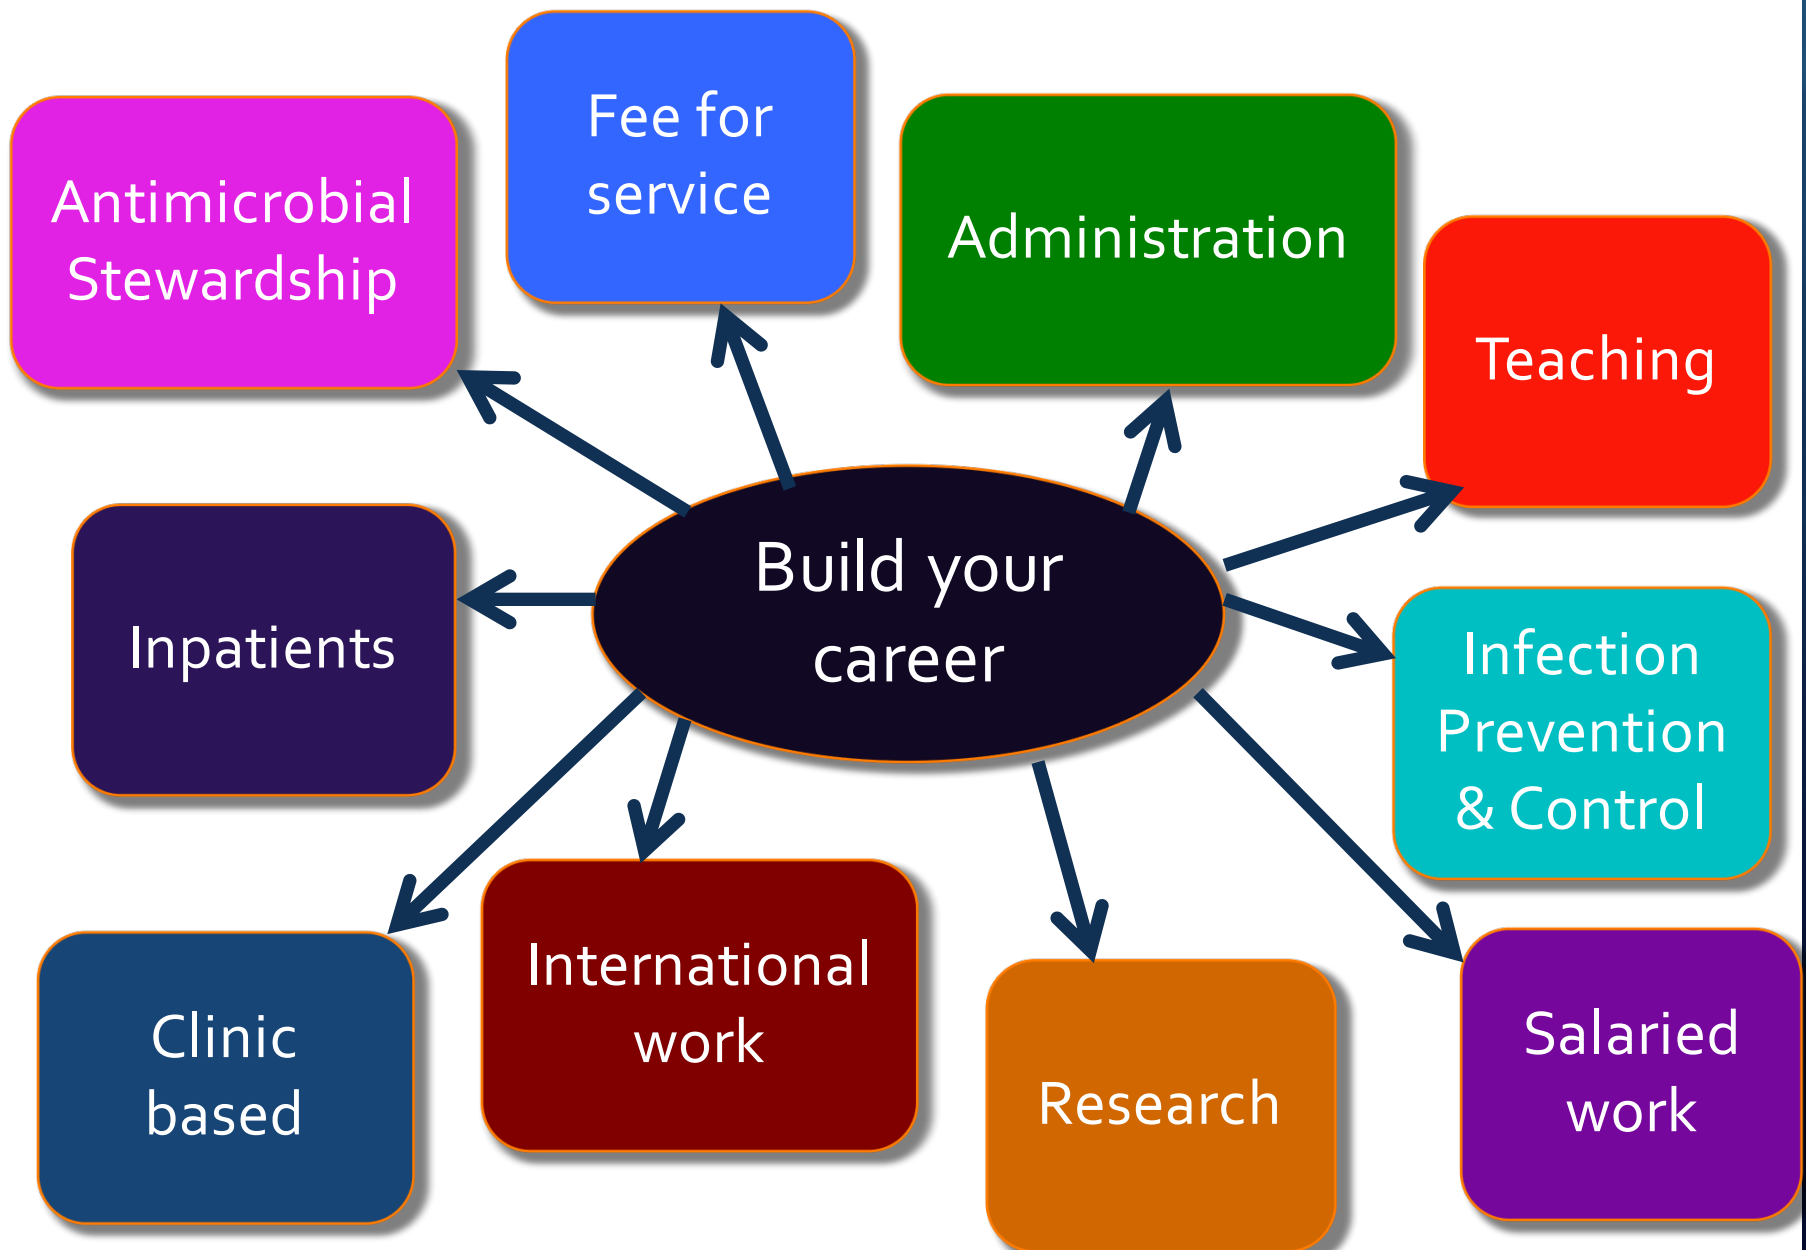 Fee for
service
Antimicrobial
Stewardship
Administration
Teaching
Build your
career
Inpatients
Infection
Prevention
& Control
International
work
Clinic
based
Research
Salaried
work